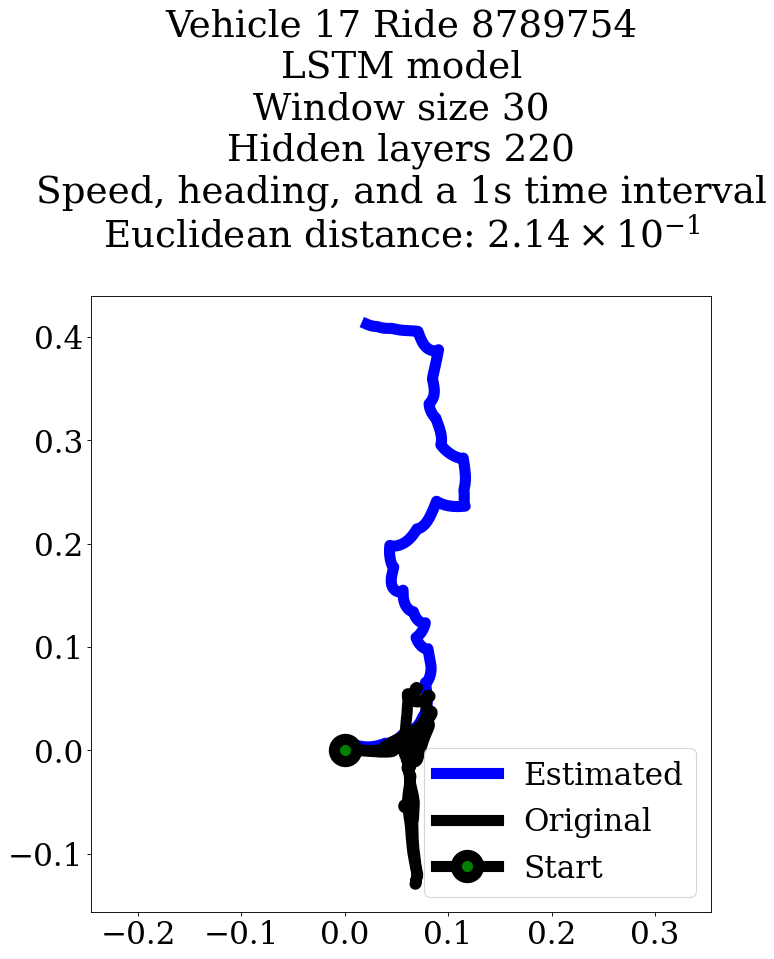 Vehicle 17 Ride 8789754
LSTM model
Window size 30
Hidden layers 220
Speed, heading, and a 1s time interval
Euclidean distance: 2.14 × 10⁻¹
0.4
0.3
0.2
0.1
0.0
−0.1
Estimated
Original
Start
−0.2 −0.1 0.0 0.1 0.2 0.3